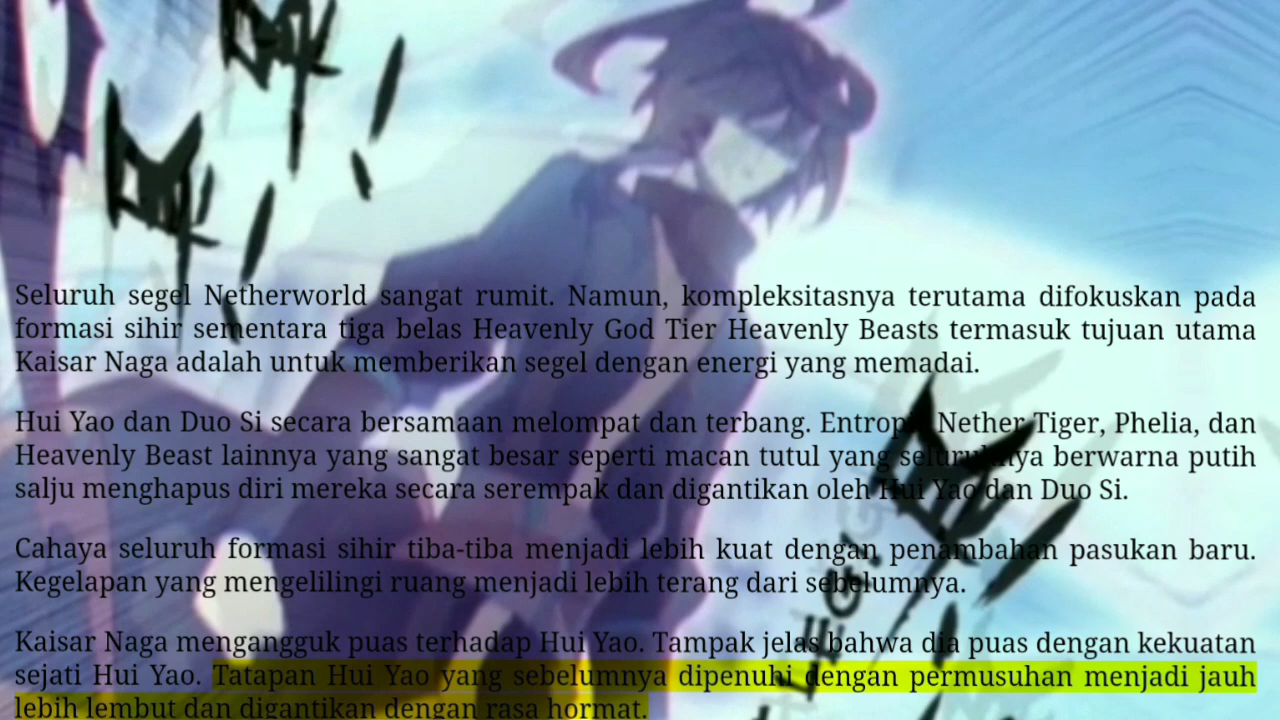 Seluruh segel Netherworld sangat rumit. Namun, kompleksitasnya terutama difokuskan pada
formasi sihir sementara tiga belas Heavenly God Tier Heavenly Beasts termasuk tujuan utama
Kaisar Naga adalah untuk memberikan segel dengan energi yang memadai.
Hui Yao dan Duo Si secara bersamaan melompat dan terbang. Entropy Nether Tiger, Phelia, dan
Heavenly Beast lainnya yang sangat besar seperti macan tutul yang seluruhnya berwarna putih
salju menghapus diri mereka secara serempak dan digantikan oleh Hui Yao dan Duo Si.
Cahaya seluruh formasi sihir tiba-tiba menjadi lebih kuat dengan penambahan pasukan baru.
Kegelapan yang mengelilingi ruang menjadi lebih terang dari sebelumnya.
Kaisar Naga mengangguk puas terhadap Hui Yao. Tampak jelas bahwa dia puas dengan kekuatan
sejati Hui Yao. Tatapan Hui Yao yang sebelumnya dipenuhi dengan permusuhan menjadi jauh
lebih lembut dan digantikan dengan rasa hormat.